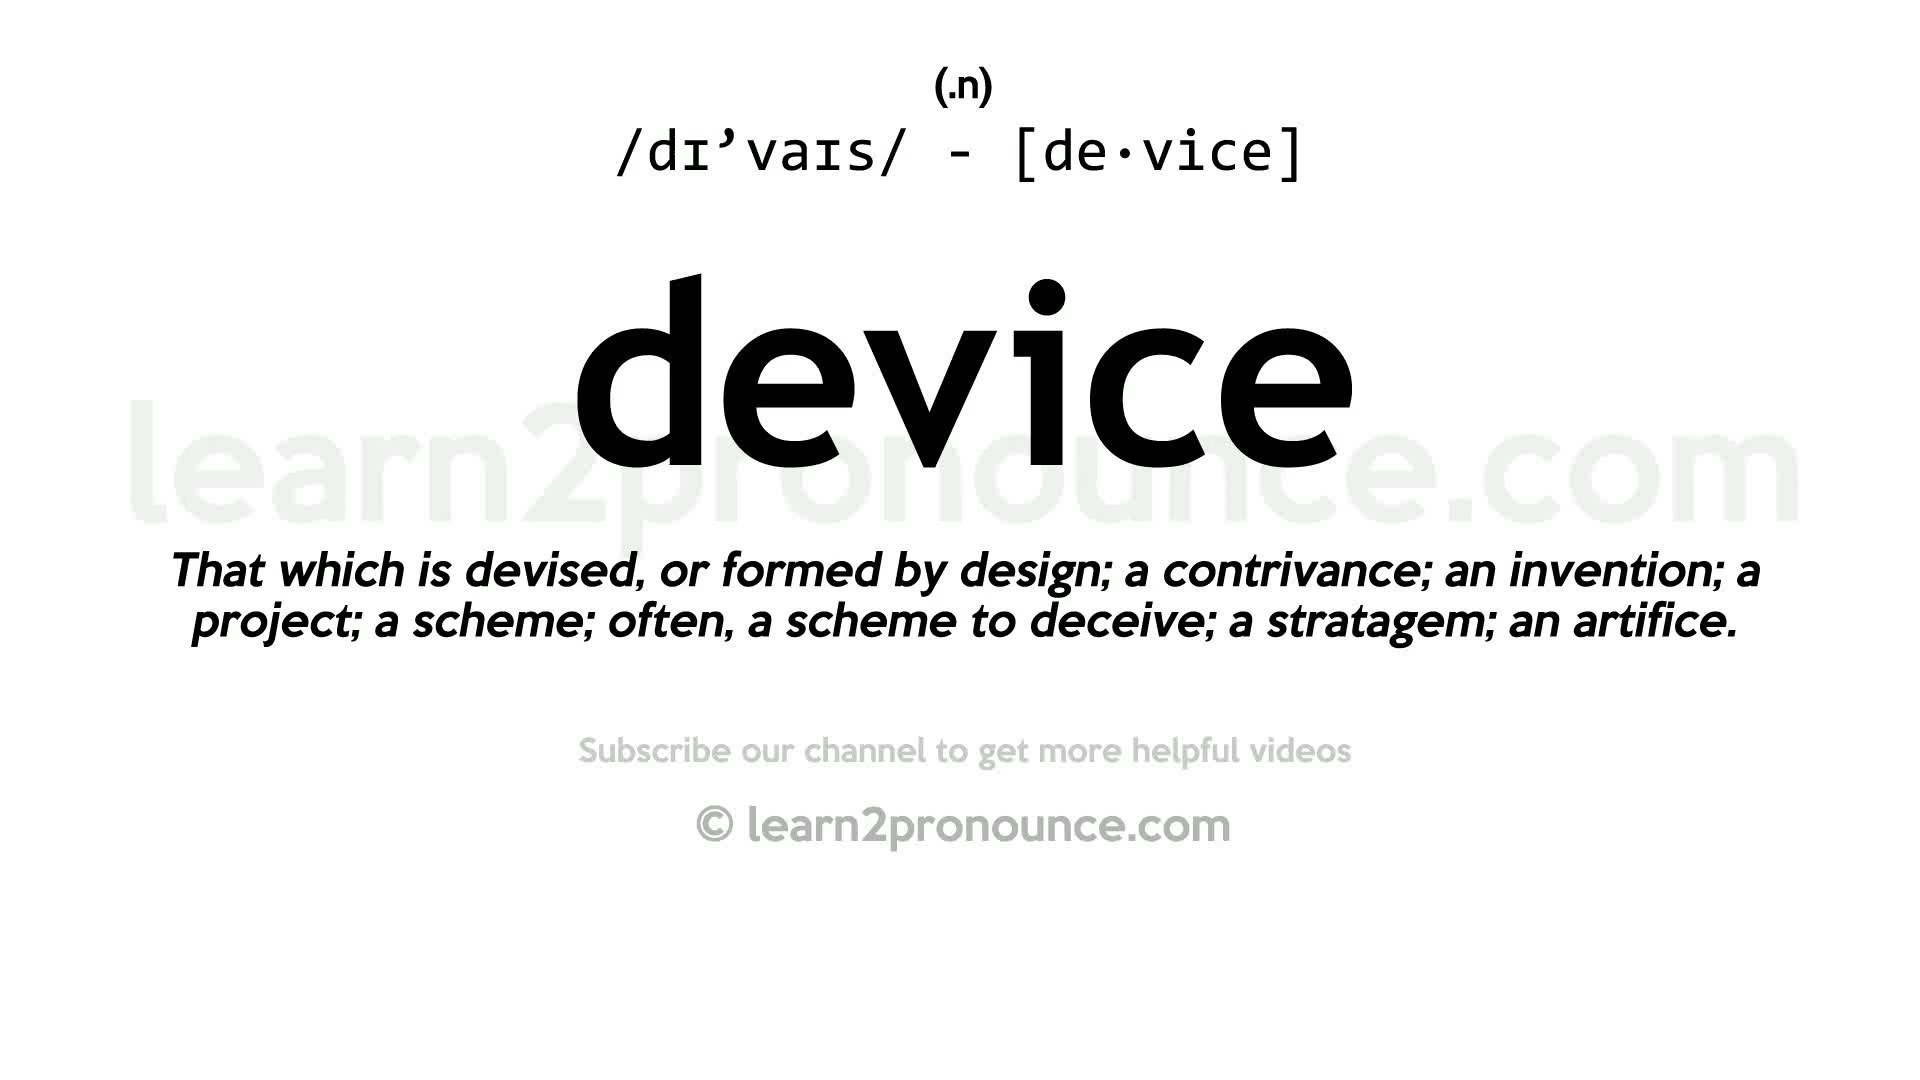 (.n)
/dɪ’vaɪs/ - [de·vice]
device
learn2pronounce.com
That which is devised, or formed by design; a contrivance; an invention; a
project; a scheme; often, a scheme to deceive; a stratagem; an artifice.
Subscribe our channel to get more helpful videos
© learn2pronounce.com